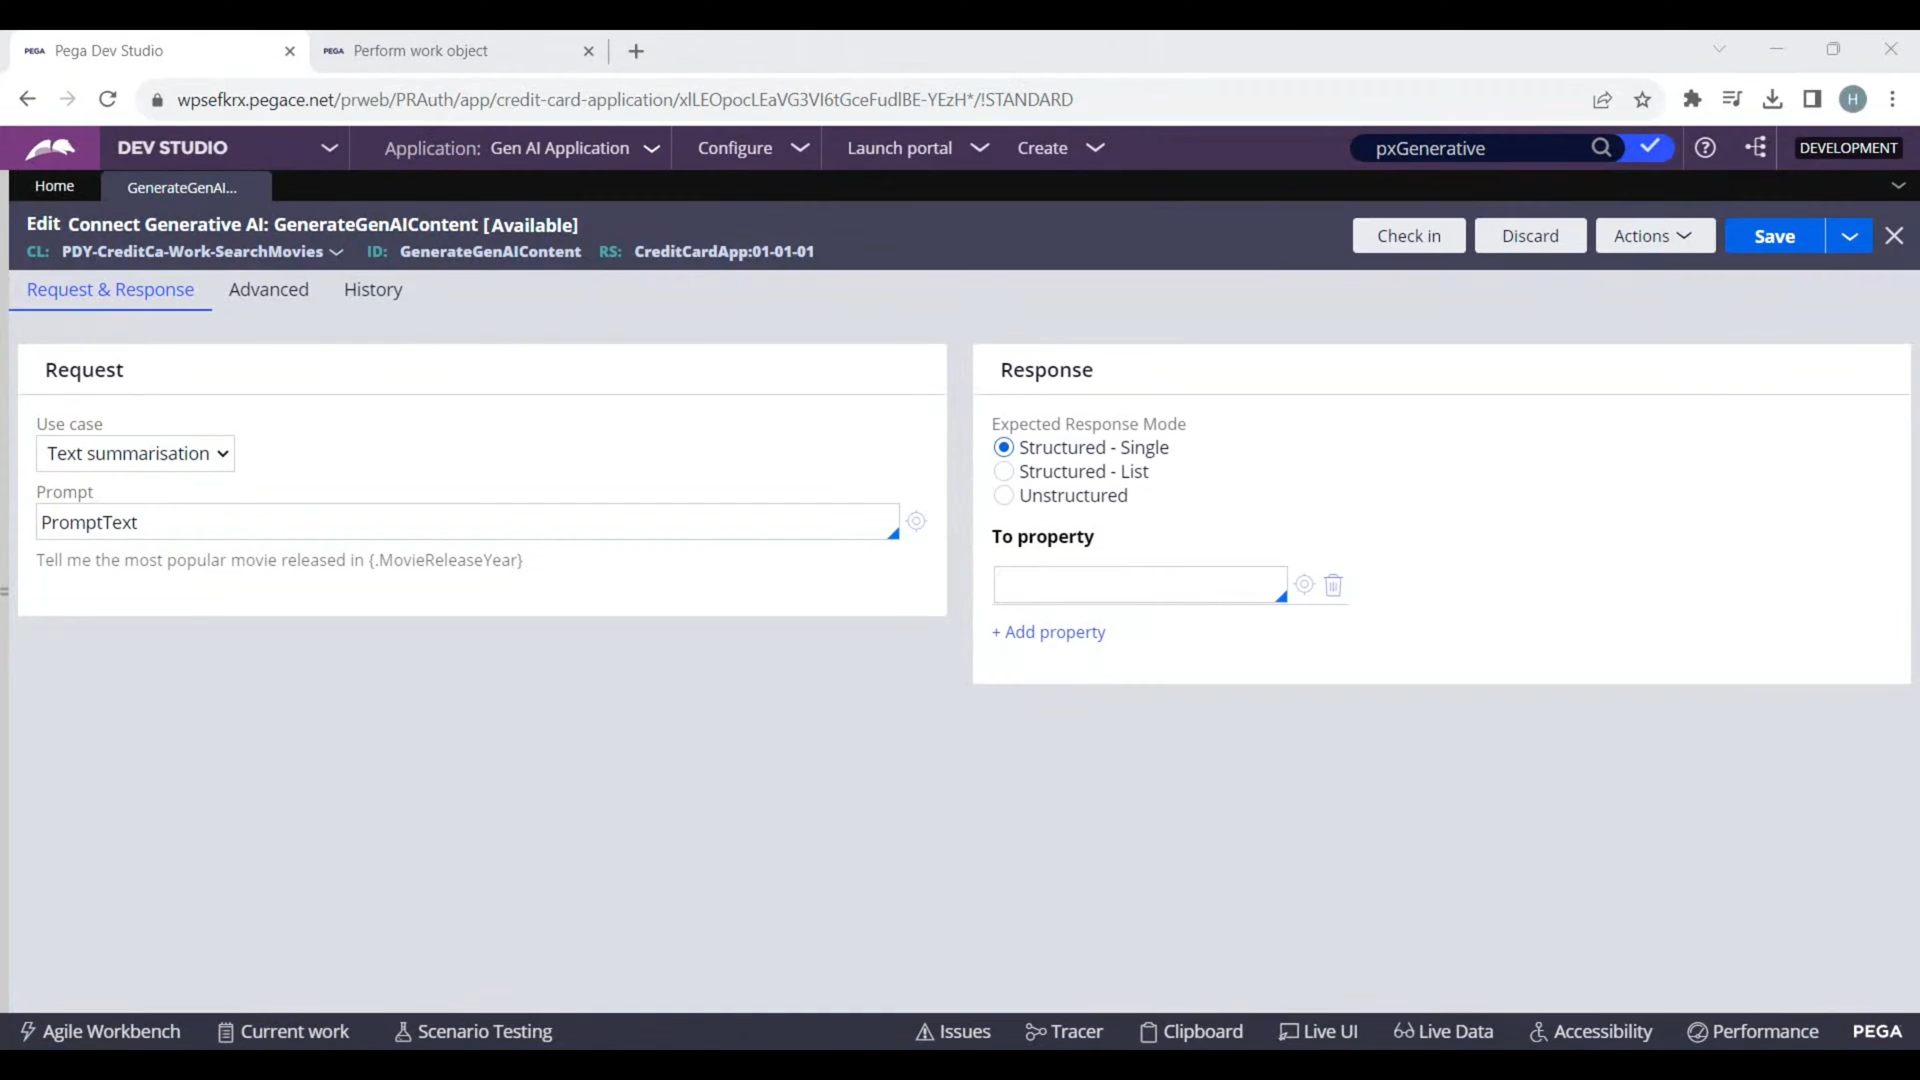 PEGA Pega Dev Studio
PEGA Perform work object
wpsefkrx.pegace.net/prweb/PRAuth/app/credit-card-application/xlLEOpocLEaVG3VI6tGceFudlBE-YEzH*/!STANDARD
H
DEV STUDIO
Application: Gen AI Application
Configure
Launch portal
Create
pxGenerative
DEVELOPMENT
Home
GenerateGenAI...
Edit Connect Generative AI: GenerateGenAIContent [Available]
CL: PDY-CreditCa-Work-SearchMovies ID: GenerateGenAIContent RS: CreditCardApp:01-01-01
Check in
Discard
Actions
Save
Request & Response
Advanced
History
Request
Use case
Text summarisation
Prompt
PromptText
Tell me the most popular movie released in {.MovieReleaseYear}
Response
Expected Response Mode
Structured - Single
Structured - List
Unstructured
To property
+ Add property
Agile Workbench
Current work
Scenario Testing
Issues
Tracer
Clipboard
Live UI
Live Data
Accessibility
Performance
PEGA